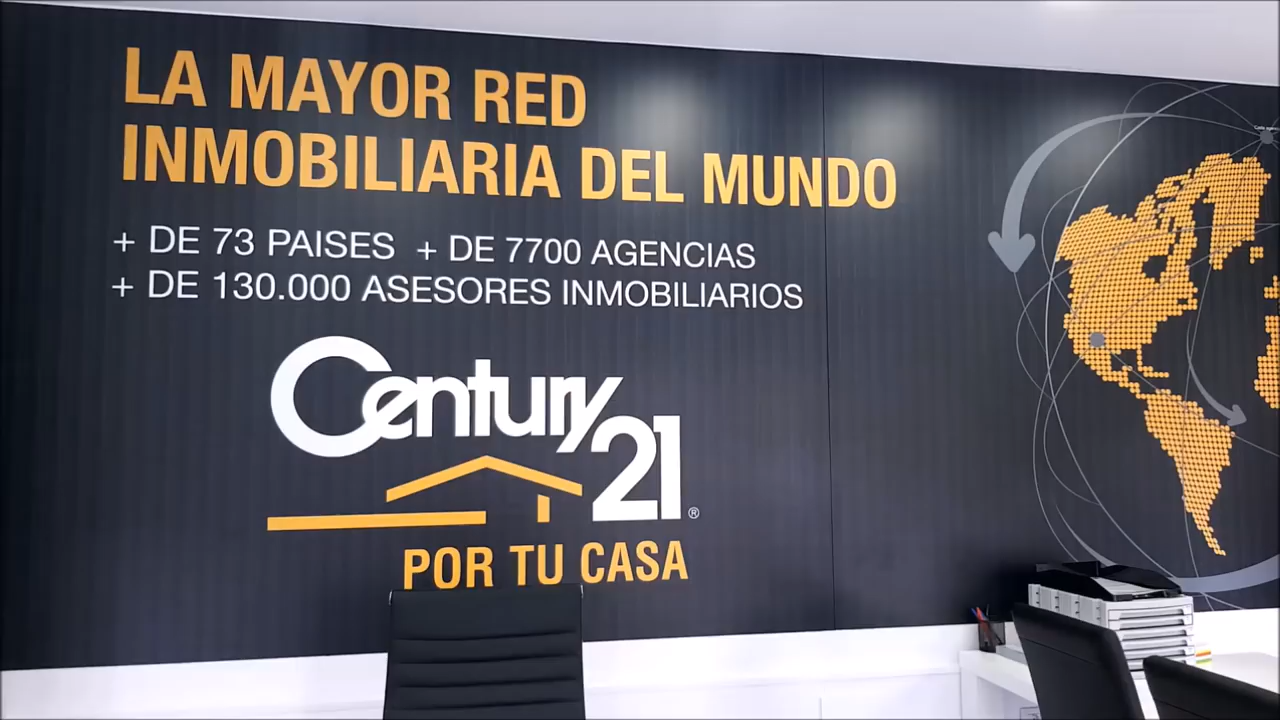 LA MAYOR RED
INMOBILIARIA DEL MUNDO
+ DE 73 PAISES + DE 7700 AGENCIAS
+ DE 130.000 ASESORES INMOBILIARIOS
Century
21®
POR TU CASA